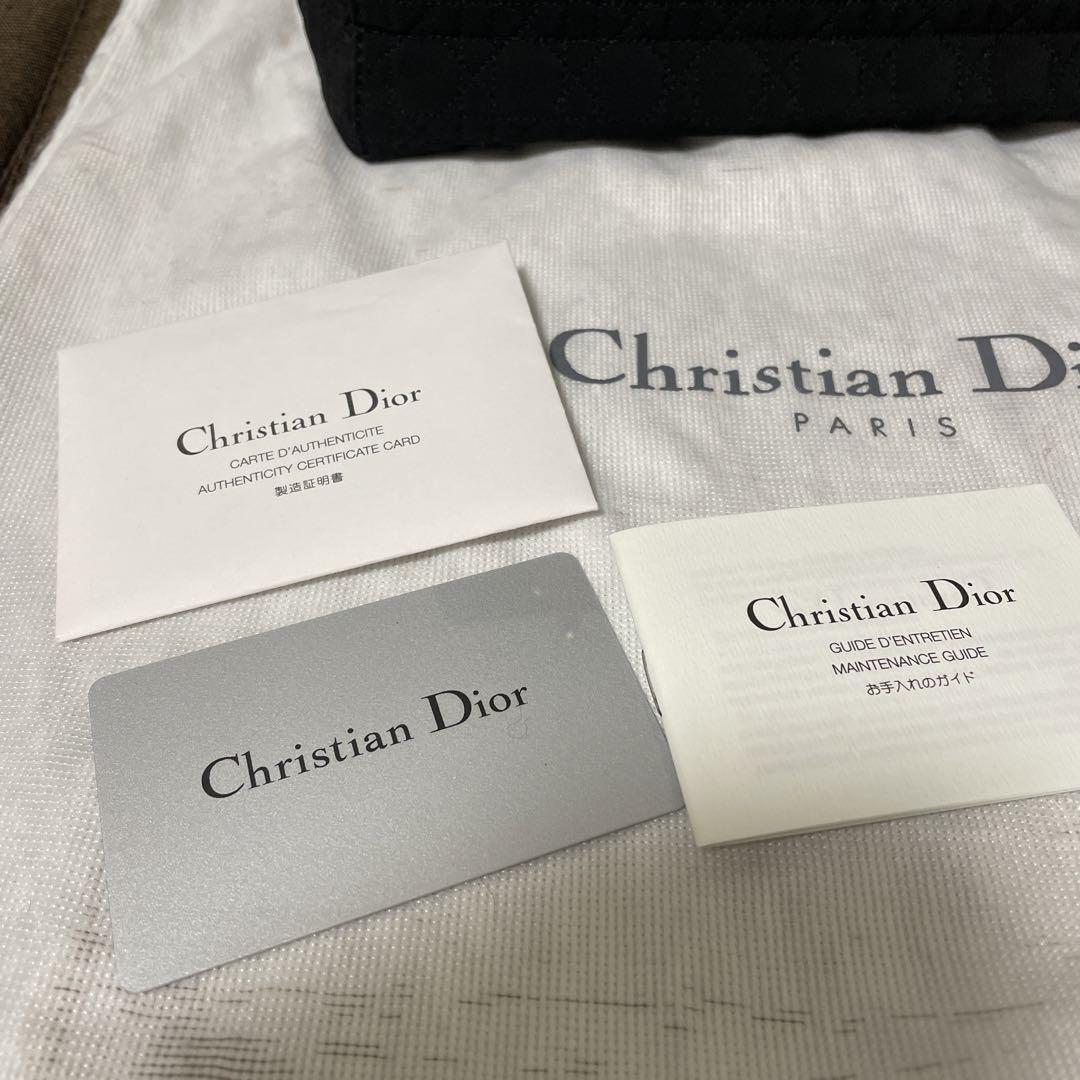 Christian Di
PARIS
Christian Dior
CARTE D'AUTHENTICITE
AUTHENTICITY CERTIFICATE CARD
製造証明書
Christian Dior
GUIDE D'ENTRETIEN
MAINTENANCE GUIDE
お手入れのガイド
Christian Dior